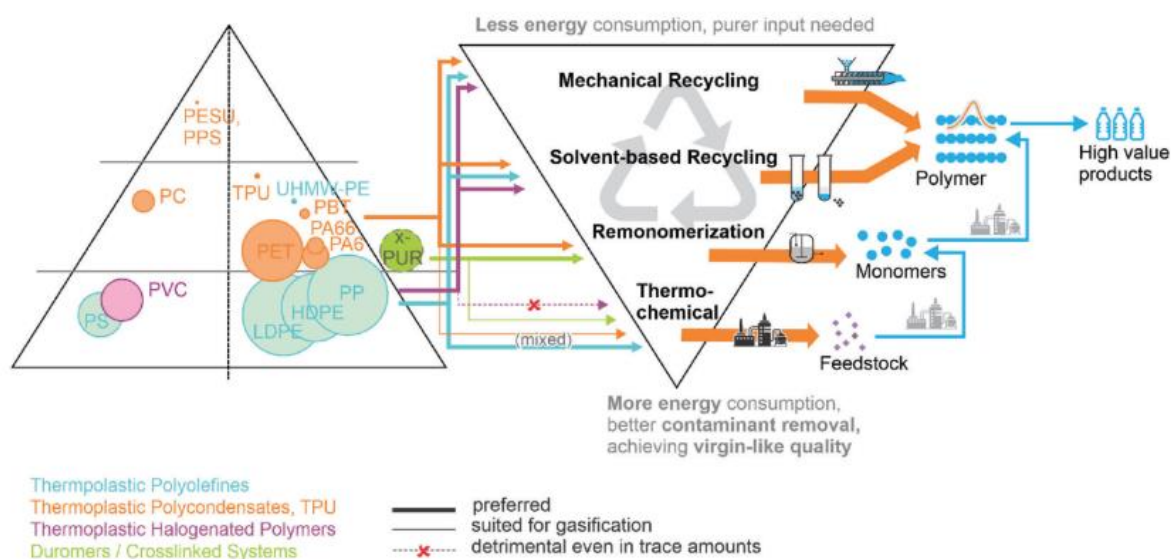 Less energy consumption, purer input needed
Mechanical Recycling
Solvent-based Recycling
Remonomerization
Thermo-
chemical
PESU,
PPS
PC
TPU
UHMW-PE
PBT
PA66
PA6
PET
x-
PUR
PVC
PS
PP
HDPE
LDPE
(mixed)
Polymer
High value
products
Monomers
Feedstock
More energy consumption,
better contaminant removal,
achieving virgin-like quality
Thermpolastic Polyolefines
Thermoplastic Polycondensates, TPU
Thermoplastic Halogenated Polymers
Duromers / Crosslinked Systems
preferred
suited for gasification
detrimental even in trace amounts